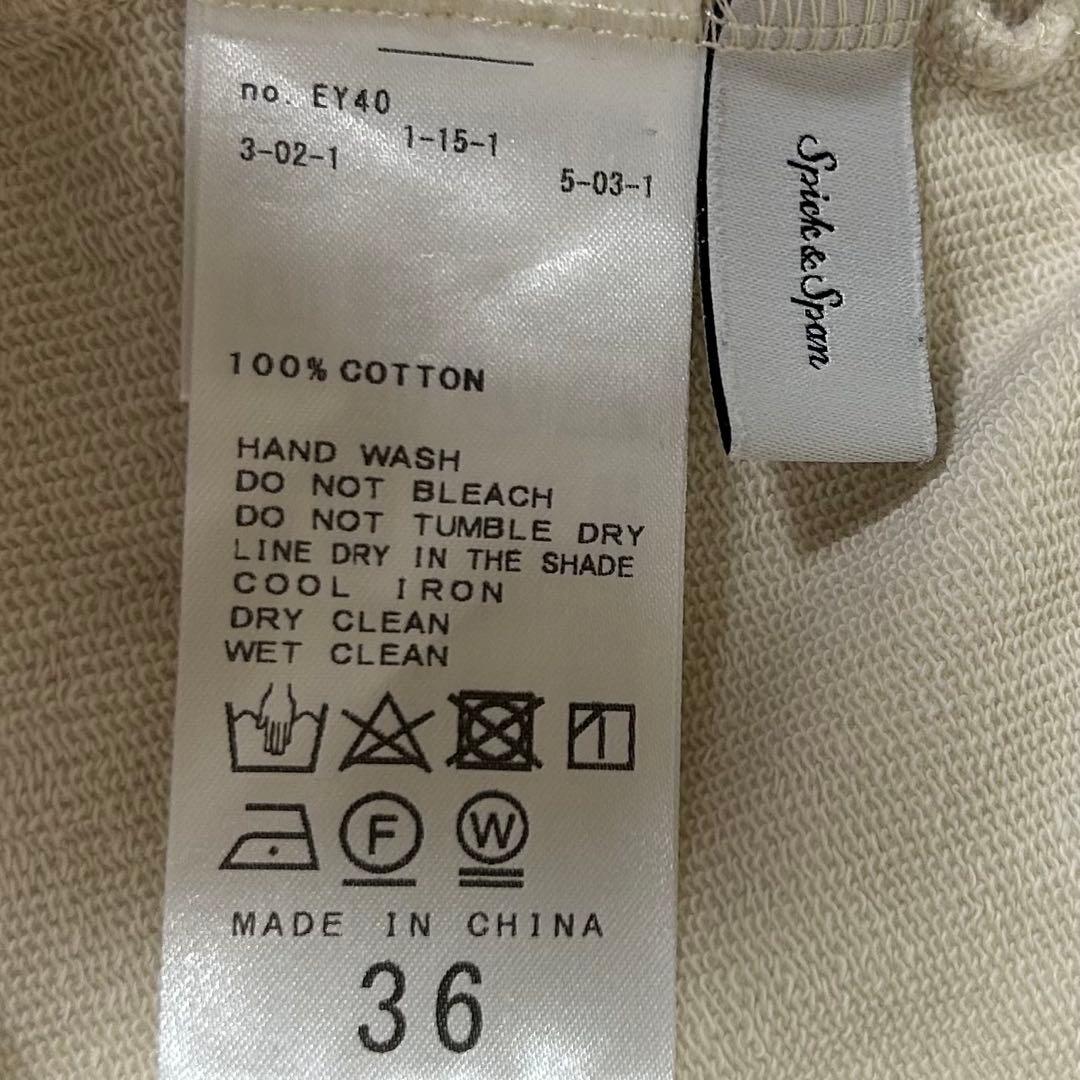 no. EY40
3-02-1 1-15-1 5-03-1
100% COTTON
HAND WASH
DO NOT BLEACH
DO NOT TUMBLE DRY
LINE DRY IN THE SHADE
COOL IRON
DRY CLEAN
WET CLEAN
F W
MADE IN CHINA
36
Spick & Span